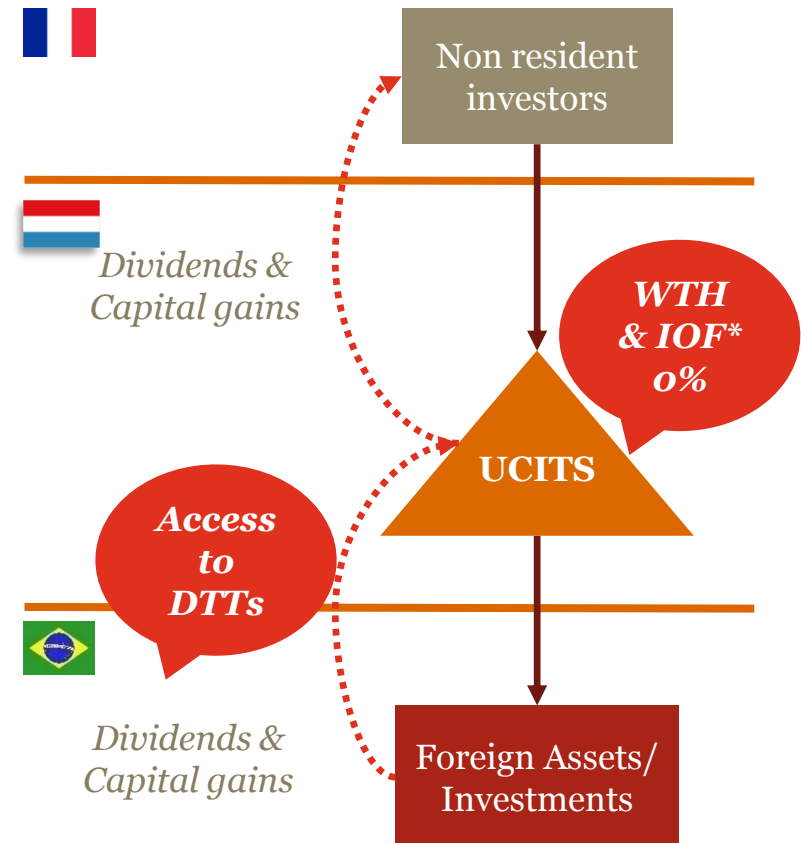 Non resident
investors
Dividends &
Capital gains
WTH
& IOF*
0%
UCITS
Access
to
DTTs
Dividends &
Capital gains
Foreign Assets/
Investments